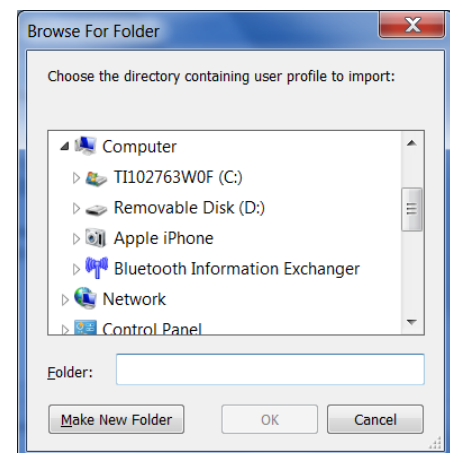 Browse For Folder
Choose the directory containing user profile to import:
Computer
TI102763W0F (C:)
Removable Disk (D:)
Apple iPhone
Bluetooth Information Exchanger
Network
Control Panel
Folder:
Make New Folder
OK
Cancel